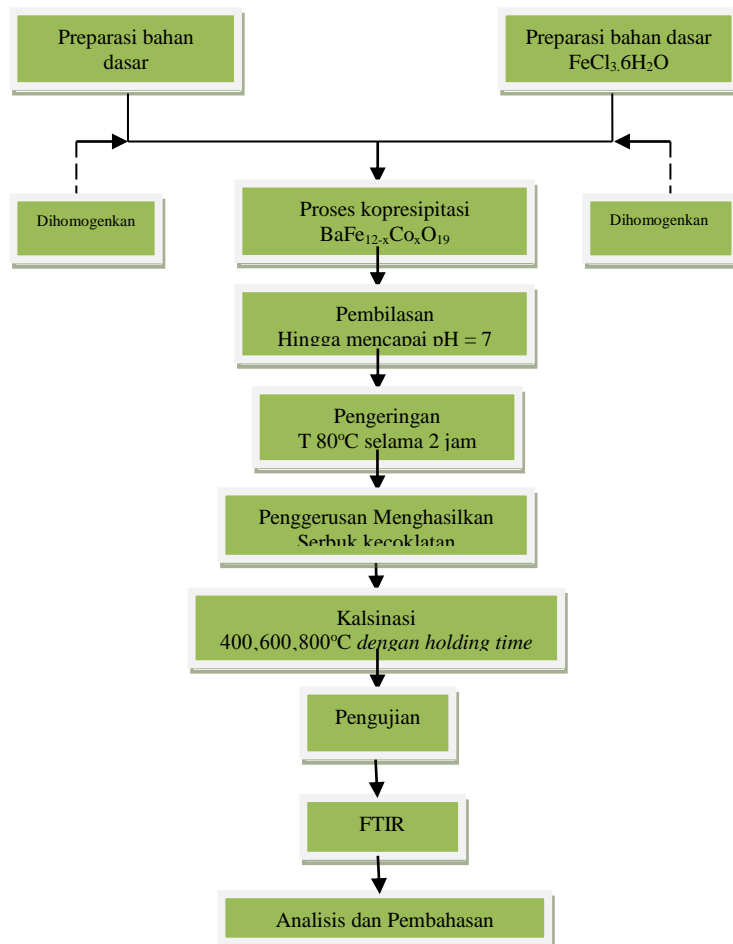 Preparasi bahan
dasar
Preparasi bahan dasar
FeCl₃.6H₂O
Dihomogenkan
Proses kopresipitasi
BaFe₁₂₋ₓCoₓO₁₉
Dihomogenkan
Pembilasan
Hingga mencapai pH = 7
Pengeringan
T 80°C selama 2 jam
Penggerusan Menghasilkan
Serbuk kecoklatan
Kalsinasi
400,600,800°C dengan holding time
Pengujian
FTIR
Analisis dan Pembahasan